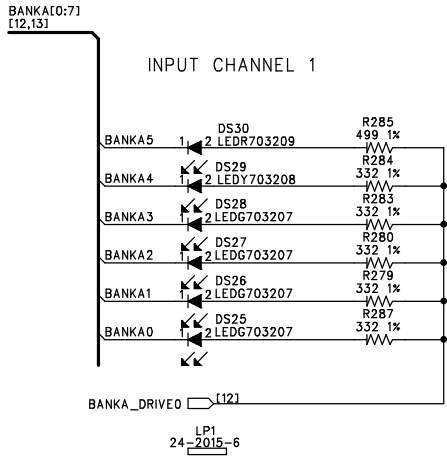 BANKA[0:7]
[12,13]
INPUT CHANNEL 1
R285
499 1%
DS30
BANKA5 1 2 LEDR703209
R284
332 1%
DS29
BANKA4 1 2 LEDY703208
R283
332 1%
DS28
BANKA3 1 2 LEDG703207
R280
332 1%
DS27
BANKA2 1 2 LEDG703207
R279
332 1%
DS26
BANKA1 1 2 LEDG703207
R287
332 1%
DS25
BANKA0 1 2 LEDG703207
BANKA_DRIVE0 [12]
LP1
24-2015-6